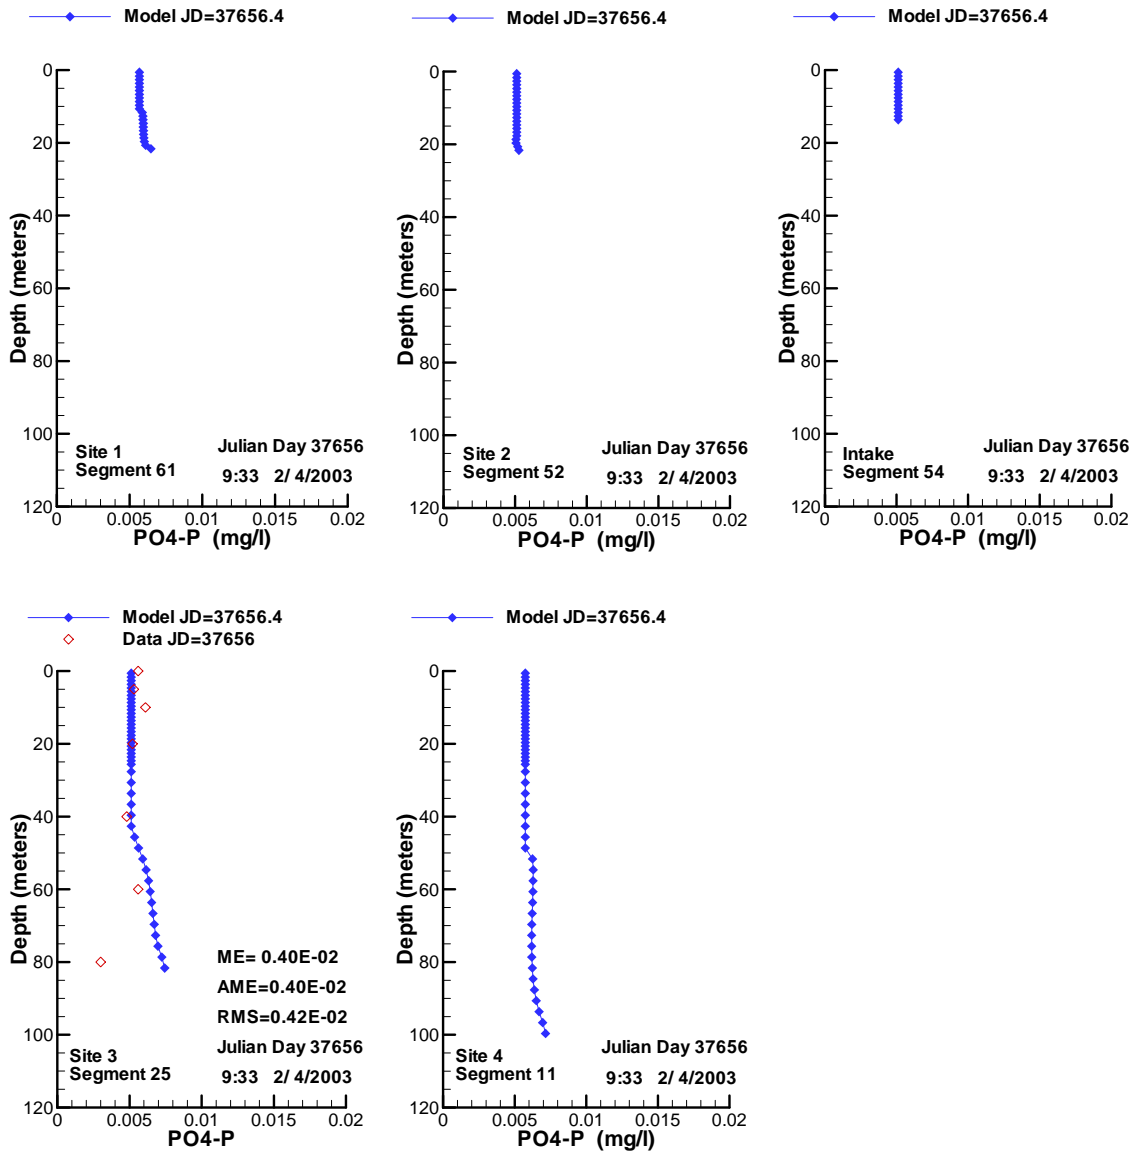 Model JD=37656.4
0
20
40
60
80
100
120
Depth (meters)
Site 1
Segment 61
Julian Day 37656
9:33 2/ 4/2003
0 0.005 0.01 0.015 0.02
PO4-P (mg/l)
Model JD=37656.4
0
20
40
60
80
100
120
Depth (meters)
Site 2
Segment 52
Julian Day 37656
9:33 2/ 4/2003
0 0.005 0.01 0.015 0.02
PO4-P (mg/l)
Model JD=37656.4
0
20
40
60
80
100
120
Depth (meters)
Intake
Segment 54
Julian Day 37656
9:33 2/ 4/2003
0 0.005 0.01 0.015 0.02
PO4-P (mg/l)
Model JD=37656.4
Data JD=37656
0
20
40
60
80
100
120
Depth (meters)
ME= 0.40E-02
AME=0.40E-02
RMS=0.42E-02
Site 3
Segment 25
Julian Day 37656
9:33 2/ 4/2003
0 0.005 0.01 0.015 0.02
PO4-P
Model JD=37656.4
0
20
40
60
80
100
120
Depth (meters)
Site 4
Segment 11
Julian Day 37656
9:33 2/ 4/2003
0 0.005 0.01 0.015 0.02
PO4-P (mg/l)